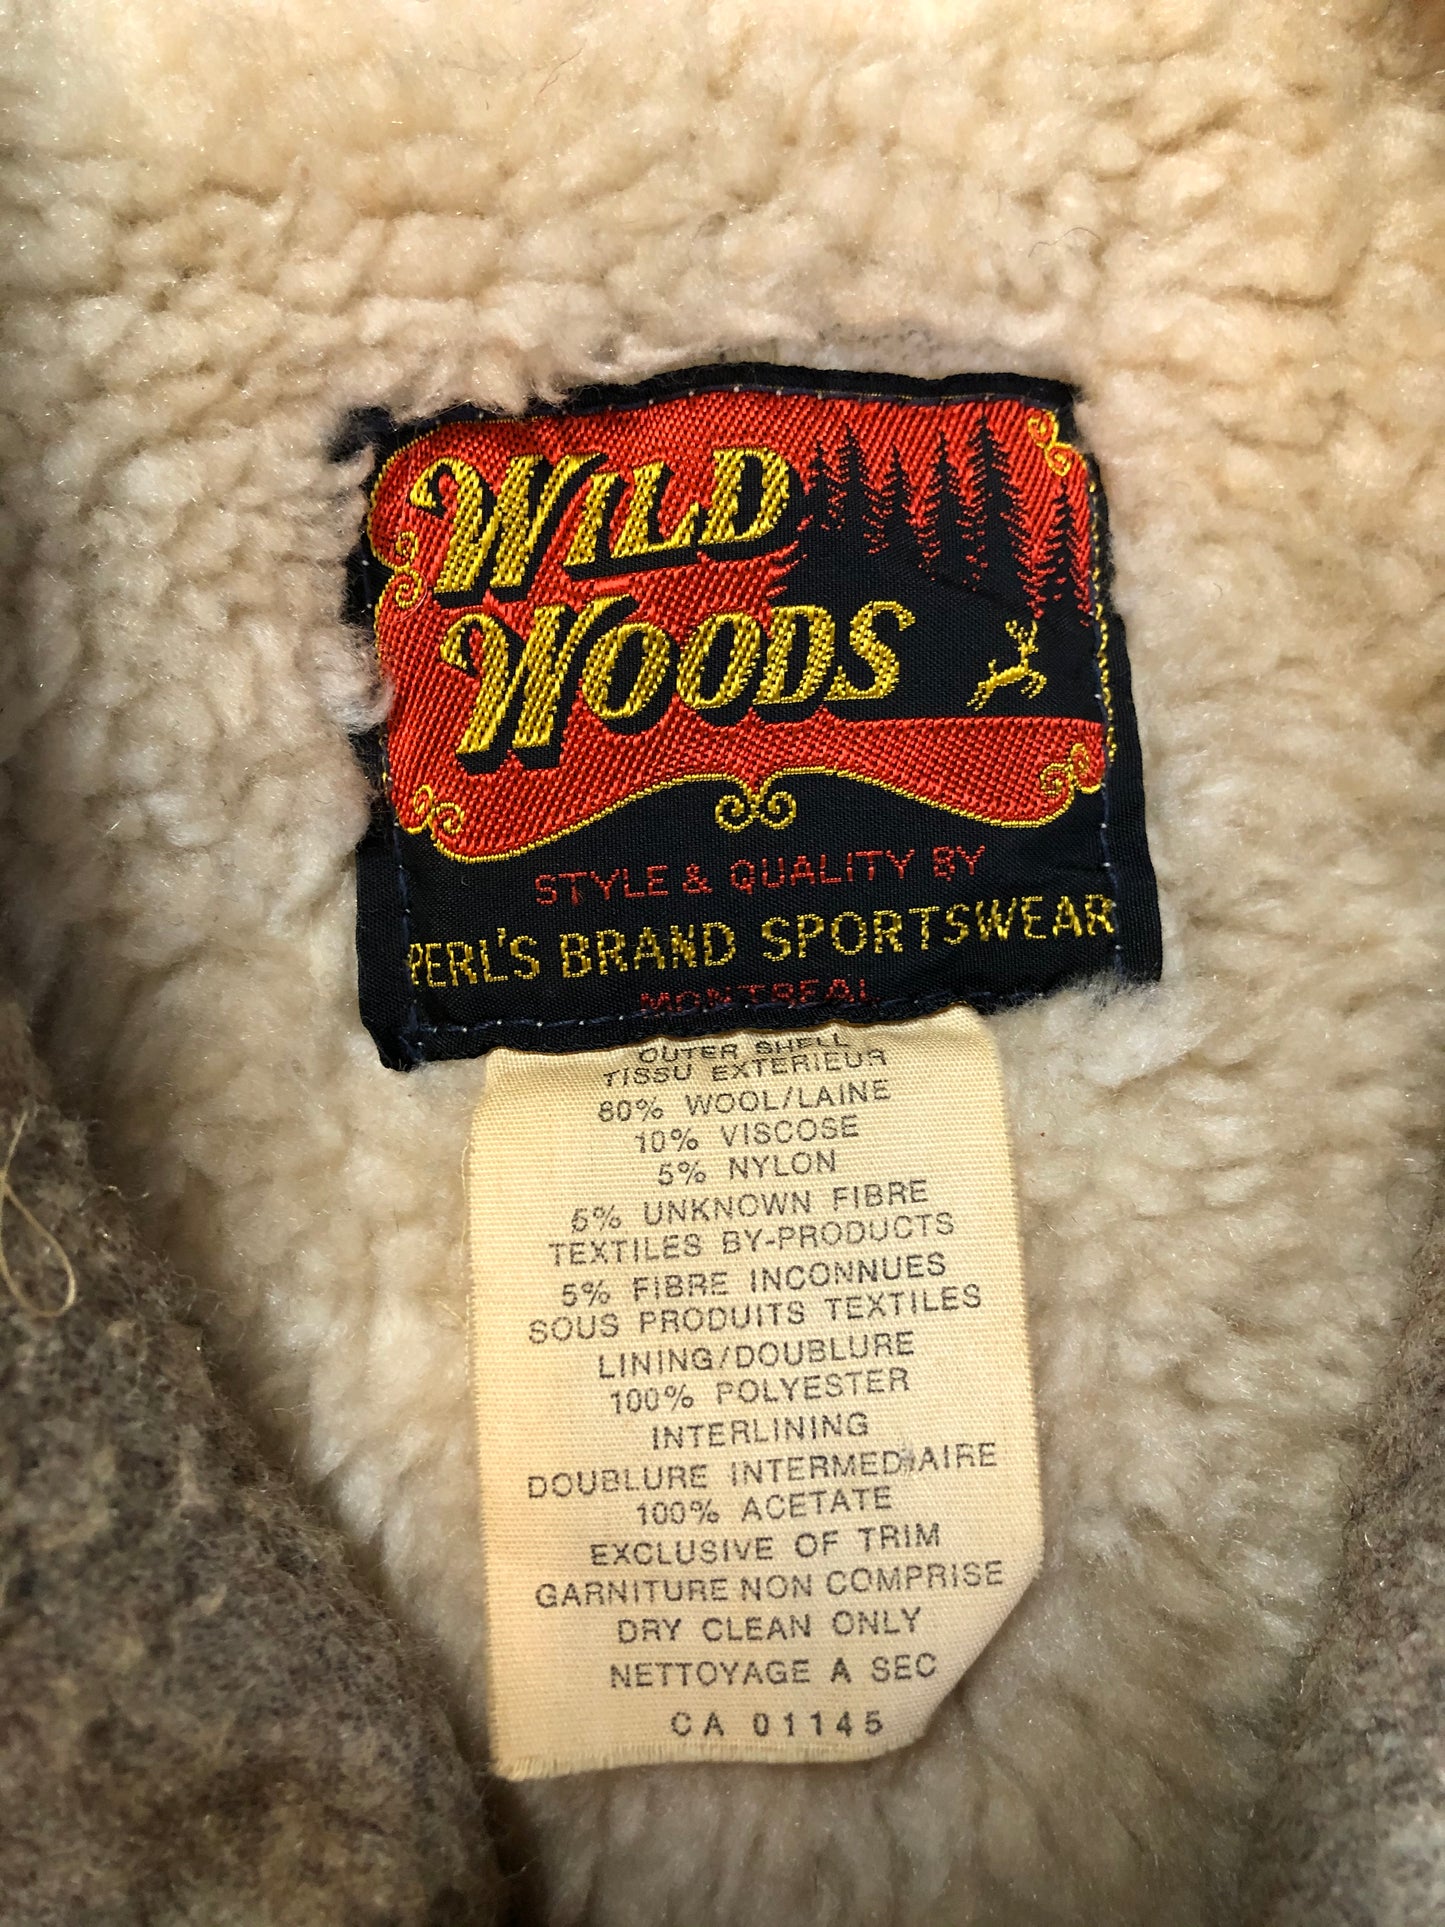 WILD
WOODS
STYLE & QUALITY BY
PERL'S BRAND SPORTSWEAR
MONTREAL
OUTER SHELL
TISSU EXTERIEUR
80% WOOL/LAINE
10% VISCOSE
5% NYLON
5% UNKNOWN FIBRE
TEXTILES BY-PRODUCTS
5% FIBRE INCONNUES
SOUS PRODUITS TEXTILES
LINING/DOUBLURE
100% POLYESTER
INTERLINING
DOUBLURE INTERMEDIAIRE
100% ACETATE
EXCLUSIVE OF TRIM
GARNITURE NON COMPRISE
DRY CLEAN ONLY
NETTOYAGE A SEC
CA 01145